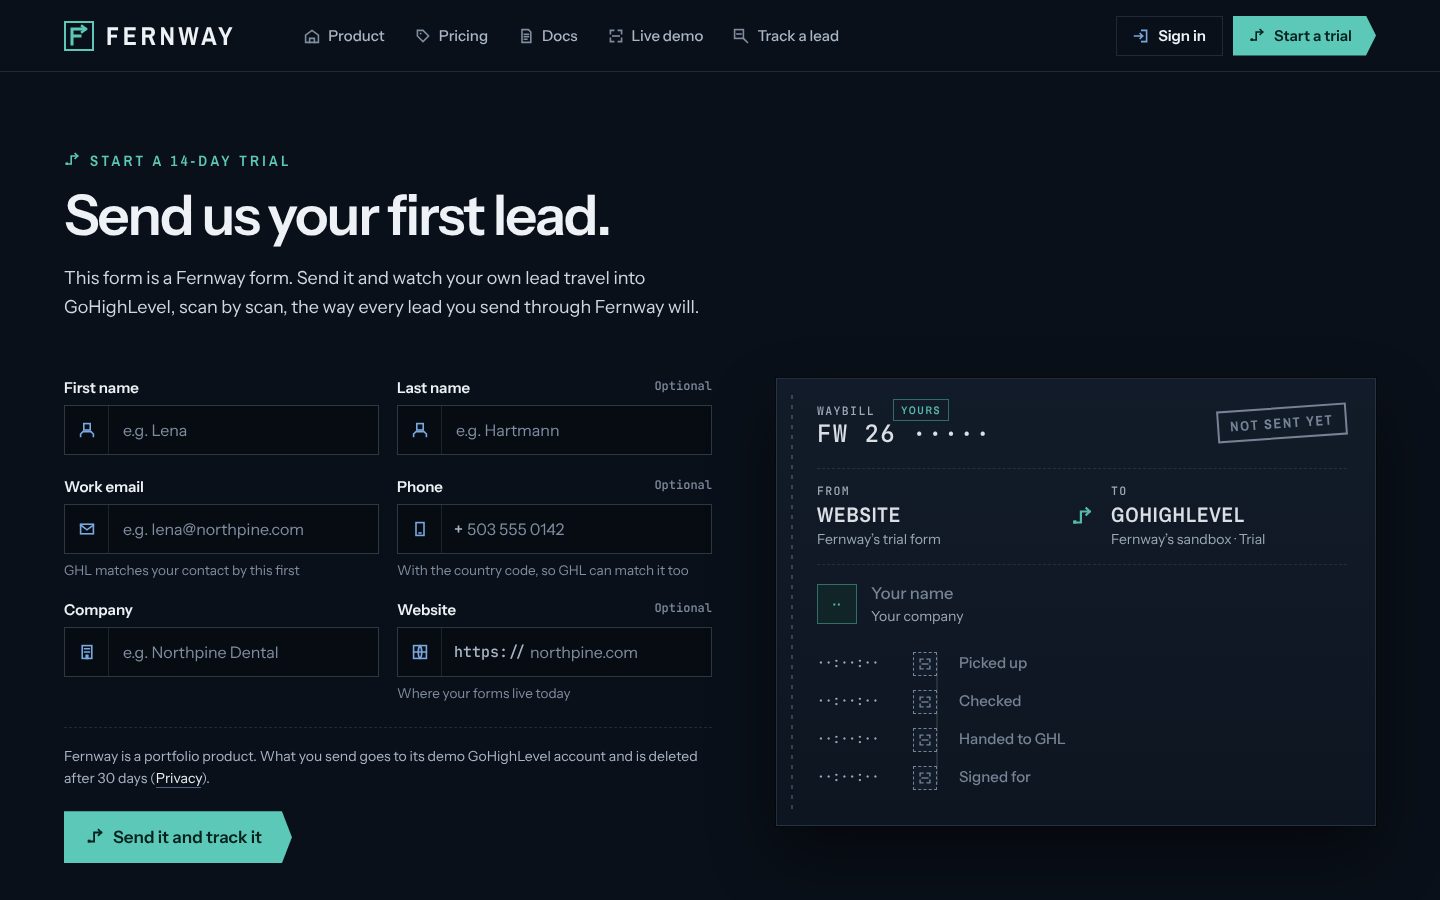 FERNWAY
Product
Pricing
Docs
Live demo
Track a lead
Sign in
Start a trial
START A 14-DAY TRIAL
Send us your first lead.
This form is a Fernway form. Send it and watch your own lead travel into
GoHighLevel, scan by scan, the way every lead you send through Fernway will.
First name
e.g. Lena
Last name
Optional
e.g. Hartmann
Work email
e.g. lena@northpine.com
GHL matches your contact by this first
Phone
Optional
+ 503 555 0142
With the country code, so GHL can match it too
Company
e.g. Northpine Dental
Website
Optional
https:// northpine.com
Where your forms live today
Fernway is a portfolio product. What you send goes to its demo GoHighLevel account and is deleted
after 30 days (Privacy).
Send it and track it
WAYBILL
YOURS
FW 26 ·····
NOT SENT YET
FROM
WEBSITE
Fernway's trial form
TO
GOHIGHLEVEL
Fernway's sandbox · Trial
··
Your name
Your company
··:··:·· Picked up
··:··:·· Checked
··:··:·· Handed to GHL
··:··:·· Signed for